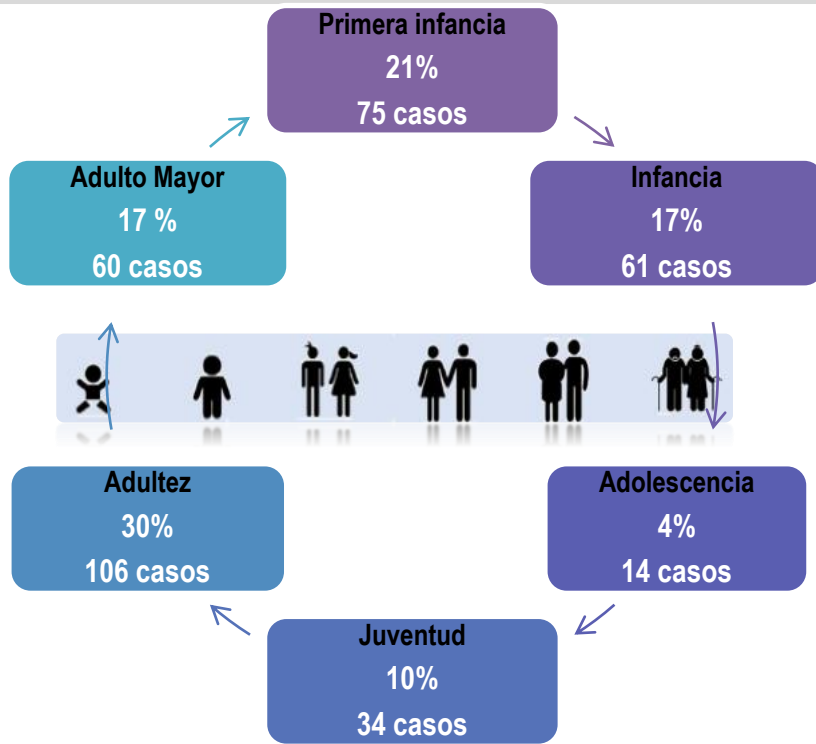 Primera infancia
21%
75 casos
Infancia
17%
61 casos
Adolescencia
4%
14 casos
Juventud
10%
34 casos
Adultez
30%
106 casos
Adulto Mayor
17 %
60 casos